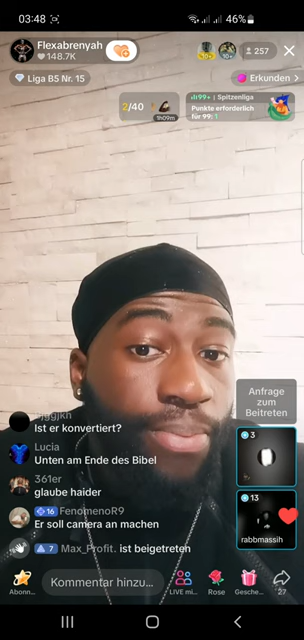 03:48
46%
Flexabrenyah
148.7K
257
10+
Liga B5 Nr. 15
Erkunden
2/40
1h09m
99+ | Spitzenliga
Punkte erforderlich
für 99: 1
Anfrage
zum
Beitreten
3
13
rabbmassih
Ist er konvertiert?
Lucia
Unten am Ende des Bibel
361er
glaube haider
16 FenomenoR9
Er soll camera an machen
7 Max_Profit. ist beigetreten
Abonn...
Kommentar hinzu...
LIVE mi...
Rose
Gesche...
27